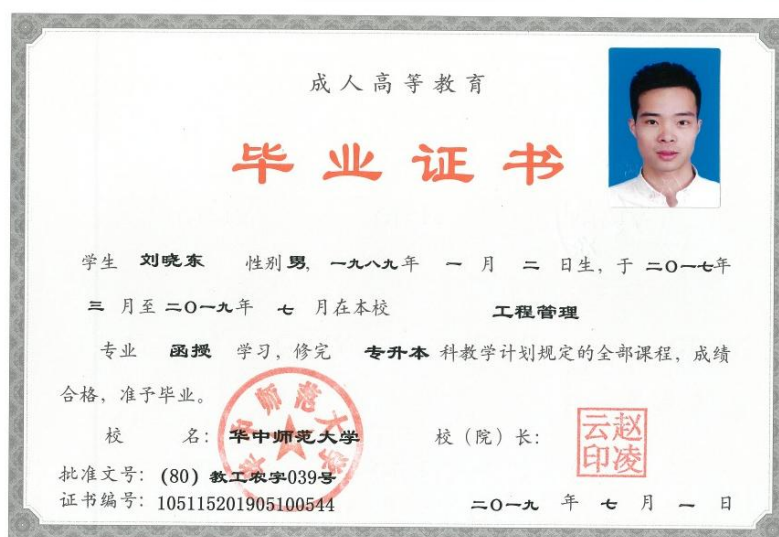 成人高等教育
毕业证书
学生 刘晓东 性别 男, 一九八九年 一 月 二 日生, 于 二〇一七年
三 月至 二〇一九年 七 月在本校 工程管理
专业 函授 学习, 修完 专升本 科教学计划规定的全部课程, 成绩
合格, 准予毕业。
校 名: 华中师范大学 校（院）长: 赵凌云印
批准文号: (80) 教工农字039号
证书编号: 105115201905100544
二〇一九 年 七 月 一 日
华中师范大学